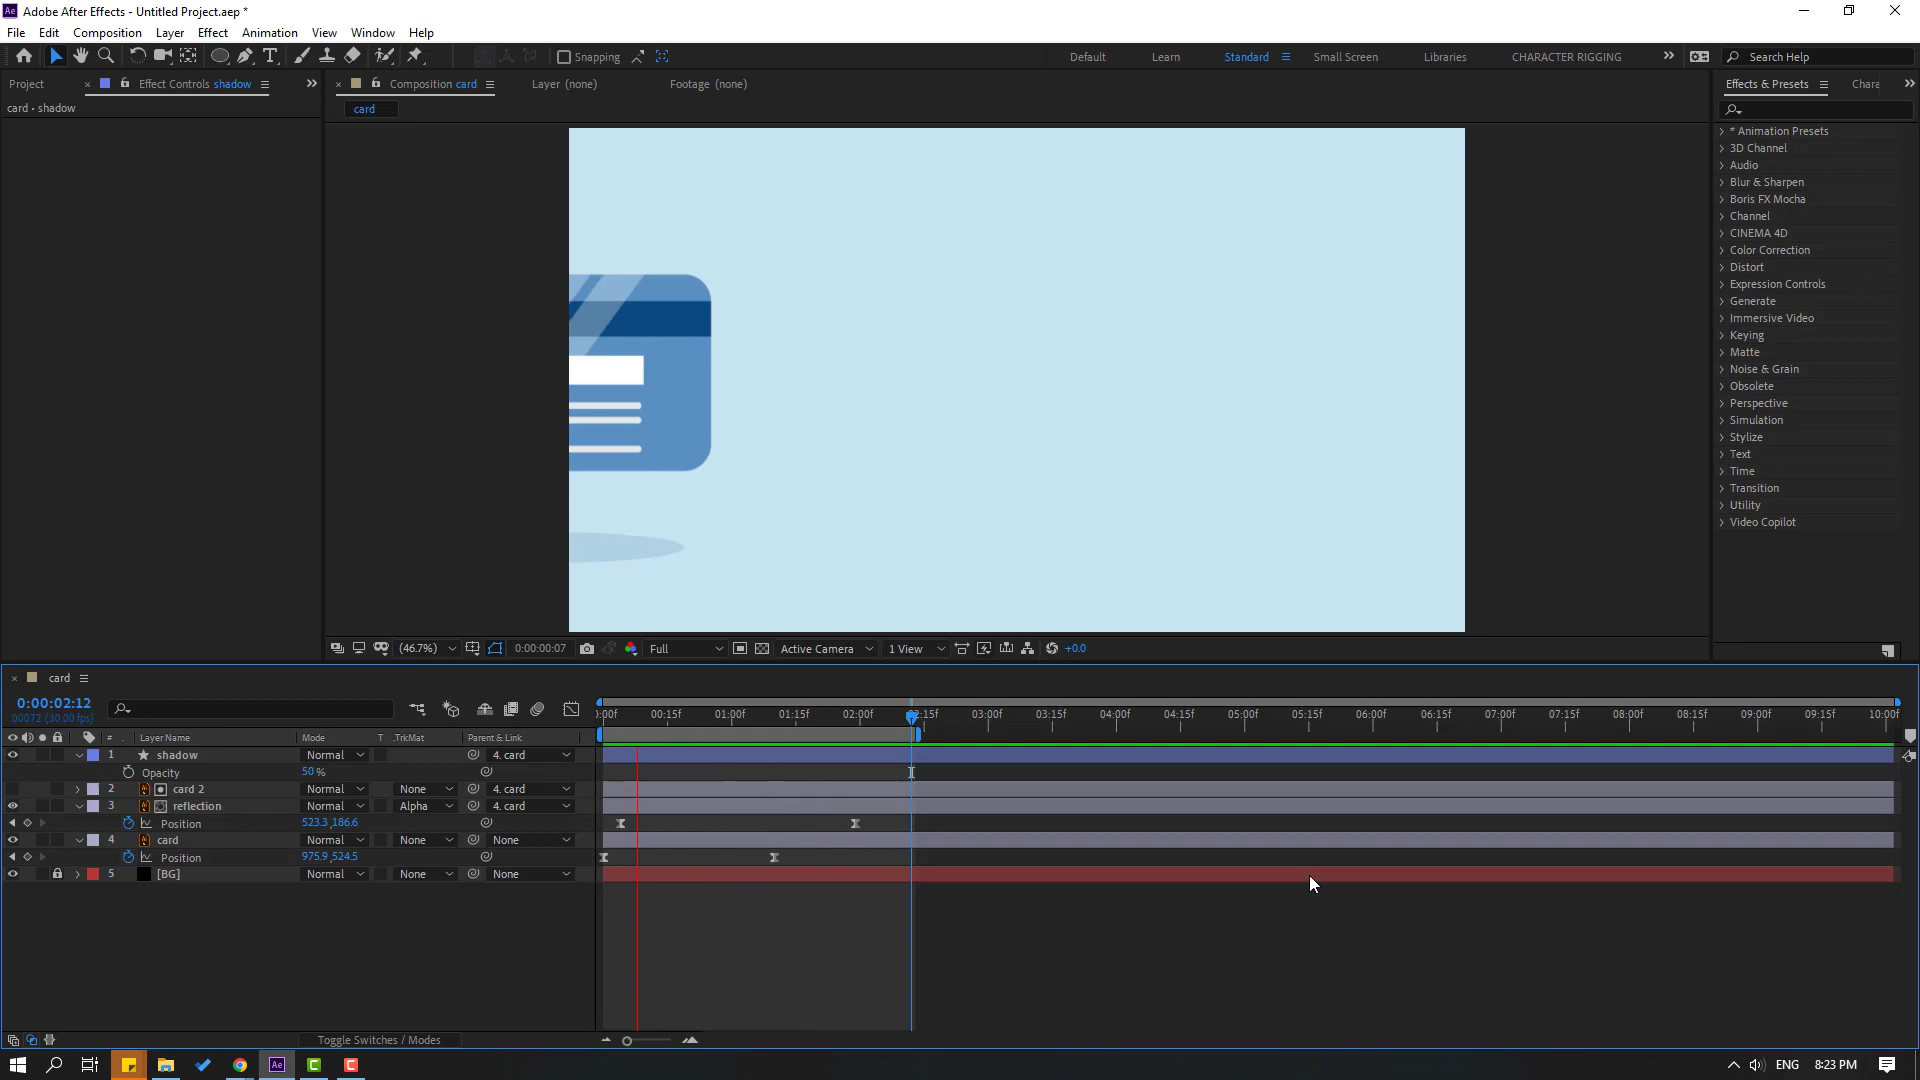 Adobe After Effects - Untitled Project.aep *
File Edit Composition Layer Effect Animation View Window Help
Snapping Default Learn Standard Small Screen Libraries CHARACTER RIGGING Search Help
Project Effect Controls shadow Composition card Layer (none) Footage (none) Effects & Presets Chara
card • shadow
card
* Animation Presets
3D Channel
Audio
Blur & Sharpen
Boris FX Mocha
Channel
CINEMA 4D
Color Correction
Distort
Expression Controls
Generate
Immersive Video
Keying
Matte
Noise & Grain
Obsolete
Perspective
Simulation
Stylize
Text
Time
Transition
Utility
Video Copilot
(46.7%) 0:00:00:07 Full Active Camera 1 View +0.0
card
0:00:02:12
00072 (30.00 fps)
):00f 00:15f 01:00f 01:15f 02:00f 02:15f 03:00f 03:15f 04:00f 04:15f 05:00f 05:15f 06:00f 06:15f 07:00f 07:15f 08:00f 08:15f 09:00f 09:15f 10:00f
# Layer Name Mode T .TrkMat Parent & Link
1 shadow Normal 4. card
Opacity 50 %
2 card 2 Normal None 4. card
3 reflection Normal Alpha 4. card
Position 523.3,186.6
4 card Normal None None
Position 975.9,524.5
5 [BG] Normal None None
Toggle Switches / Modes
Ae ENG 8:23 PM